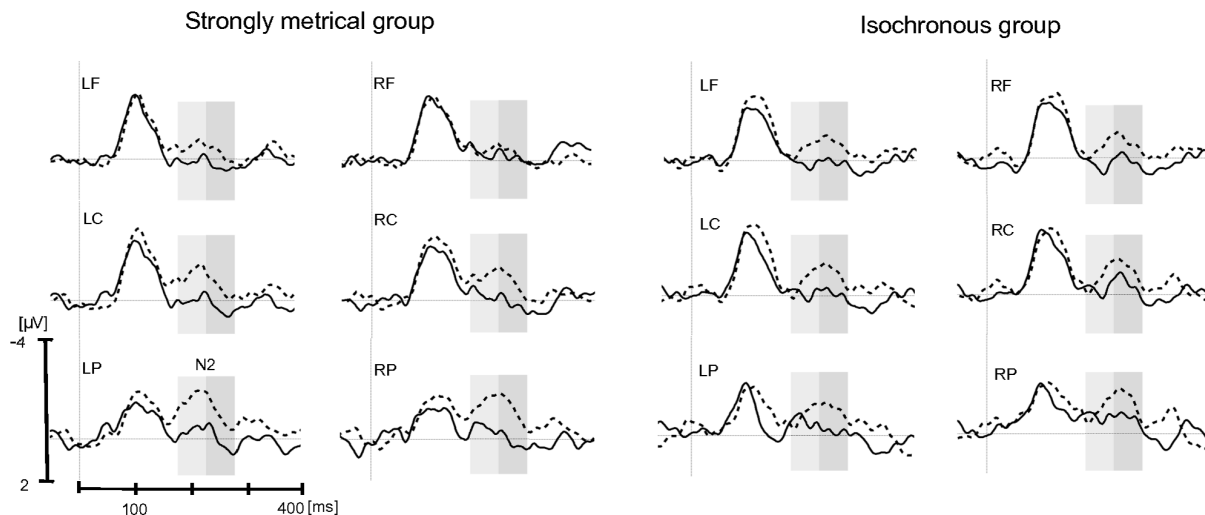 Strongly metrical group
Isochronous group
LF
RF
LF
RF
LC
RC
LC
RC
[µV]
-4
LP
N2
RP
LP
RP
2
100
400 [ms]